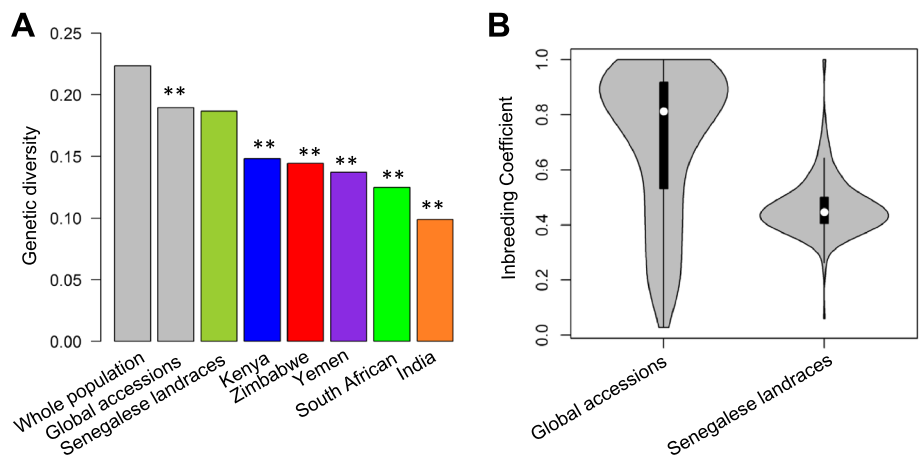 A
Genetic diversity
0.25
0.20
0.15
0.10
0.05
0.00
**
**
**
**
**
**
Whole population
Global accessions
Senegalese landraces
Kenya
Zimbabwe
Yemen
South African
India
B
Inbreeding Coefficient
1.0
0.8
0.6
0.4
0.2
0.0
Global accessions
Senegalese landraces